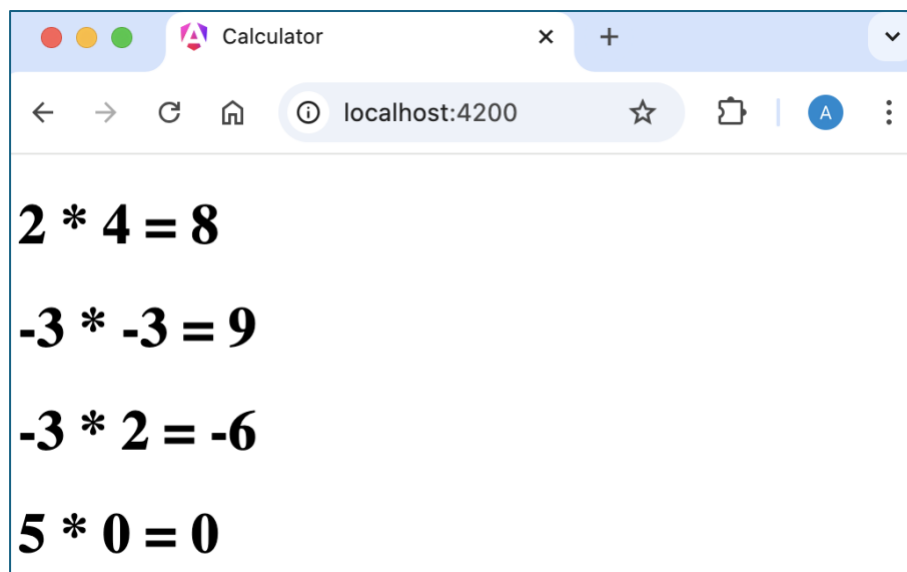 Calculator
localhost:4200
A
2 * 4 = 8
-3 * -3 = 9
-3 * 2 = -6
5 * 0 = 0